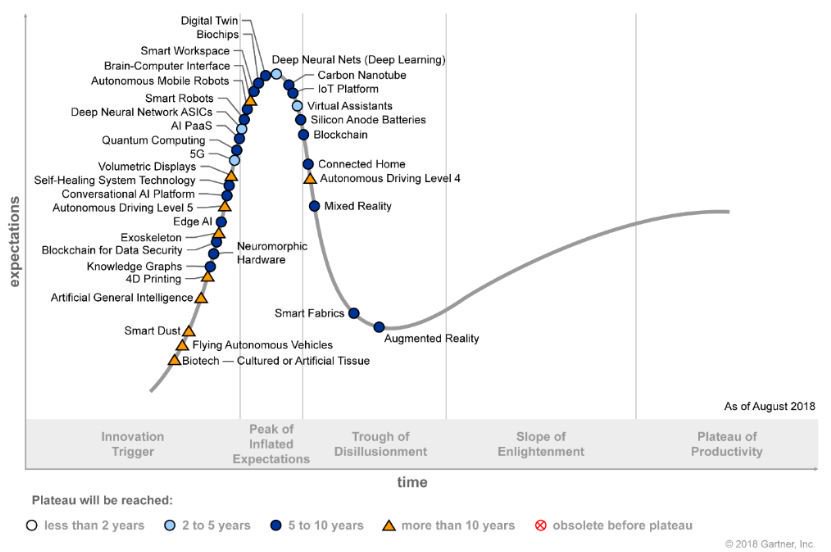 Digital Twin
Biochips
Smart Workspace
Brain-Computer Interface
Autonomous Mobile Robots
Smart Robots
Deep Neural Network ASICs
AI PaaS
Quantum Computing
5G
Volumetric Displays
Self-Healing System Technology
Conversational AI Platform
Autonomous Driving Level 5
Edge AI
Exoskeleton
Blockchain for Data Security
Neuromorphic
Hardware
Knowledge Graphs
4D Printing
Artificial General Intelligence
Smart Dust
Flying Autonomous Vehicles
Biotech — Cultured or Artificial Tissue
Deep Neural Nets (Deep Learning)
Carbon Nanotube
IoT Platform
Virtual Assistants
Silicon Anode Batteries
Blockchain
Connected Home
Autonomous Driving Level 4
Mixed Reality
Smart Fabrics
Augmented Reality
expectations
As of August 2018
Innovation
Trigger
Peak of
Inflated
Expectations
Trough of
Disillusionment
Slope of
Enlightenment
Plateau of
Productivity
time
Plateau will be reached:
less than 2 years
2 to 5 years
5 to 10 years
more than 10 years
obsolete before plateau
© 2018 Gartner, Inc.